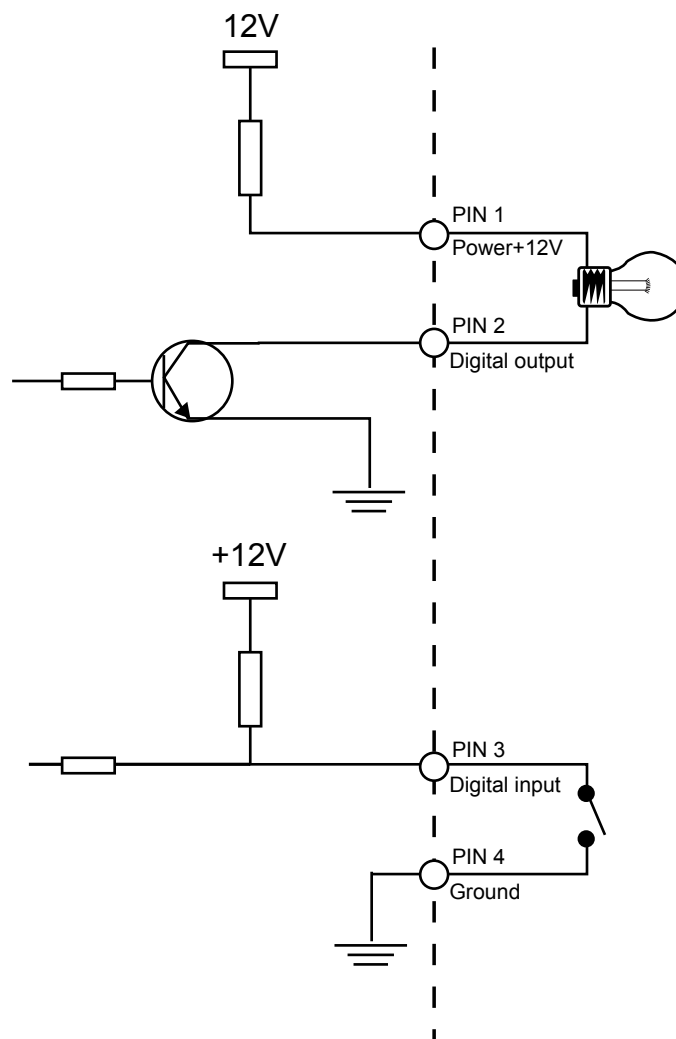 12V
PIN 1
Power+12V
PIN 2
Digital output
+12V
PIN 3
Digital input
PIN 4
Ground